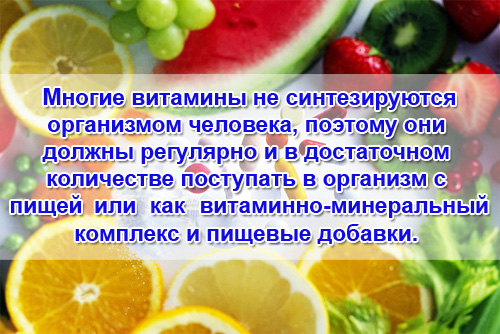 Многие витамины не синтезируются
организмом человека, поэтому они
должны регулярно и в достаточном
количестве поступать в организм с
пищей или как витаминно-минеральный
комплекс и пищевые добавки.